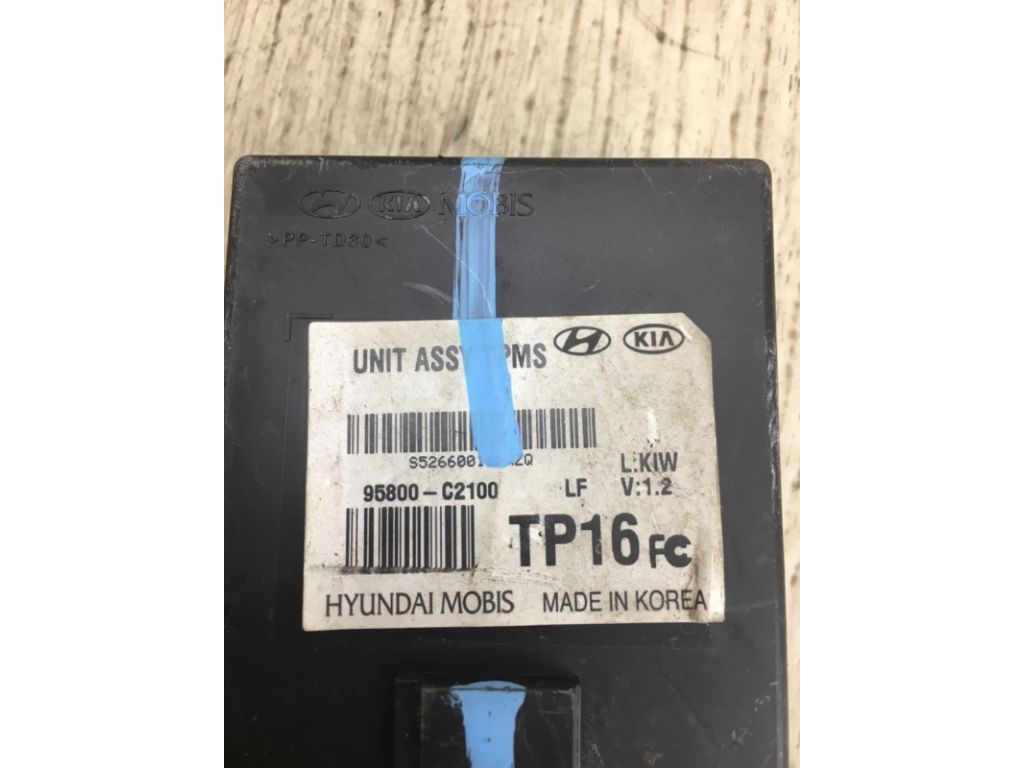 KIA MOBIS
>PP-TD30<
UNIT ASSY TPMS KIA
L:KIW
95800-C2100 LF V:1.2
TP16 FC
HYUNDAI MOBIS MADE IN KOREA